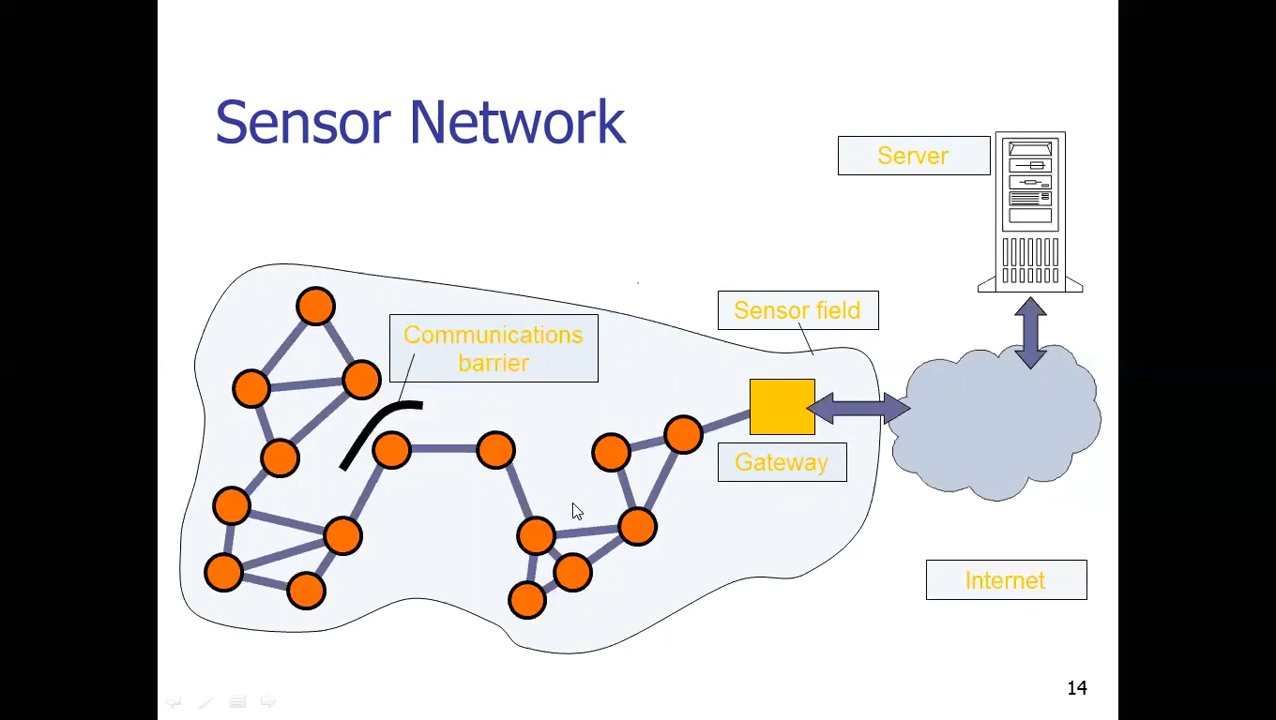 Sensor Network
Server
Sensor field
Communications
barrier
Gateway
Internet
14